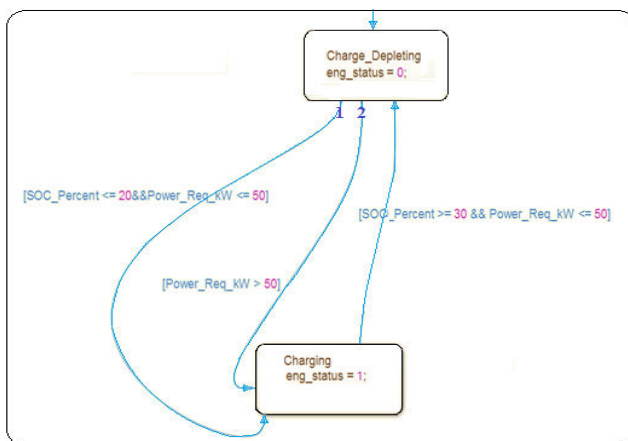 Charge_Depleting
eng_status = 0;
1 2
[SOC_Percent <= 20&&Power_Req_kW <= 50]
[SOC_Percent >= 30 && Power_Req_kW <= 50]
[Power_Req_kW > 50]
Charging
eng_status = 1;